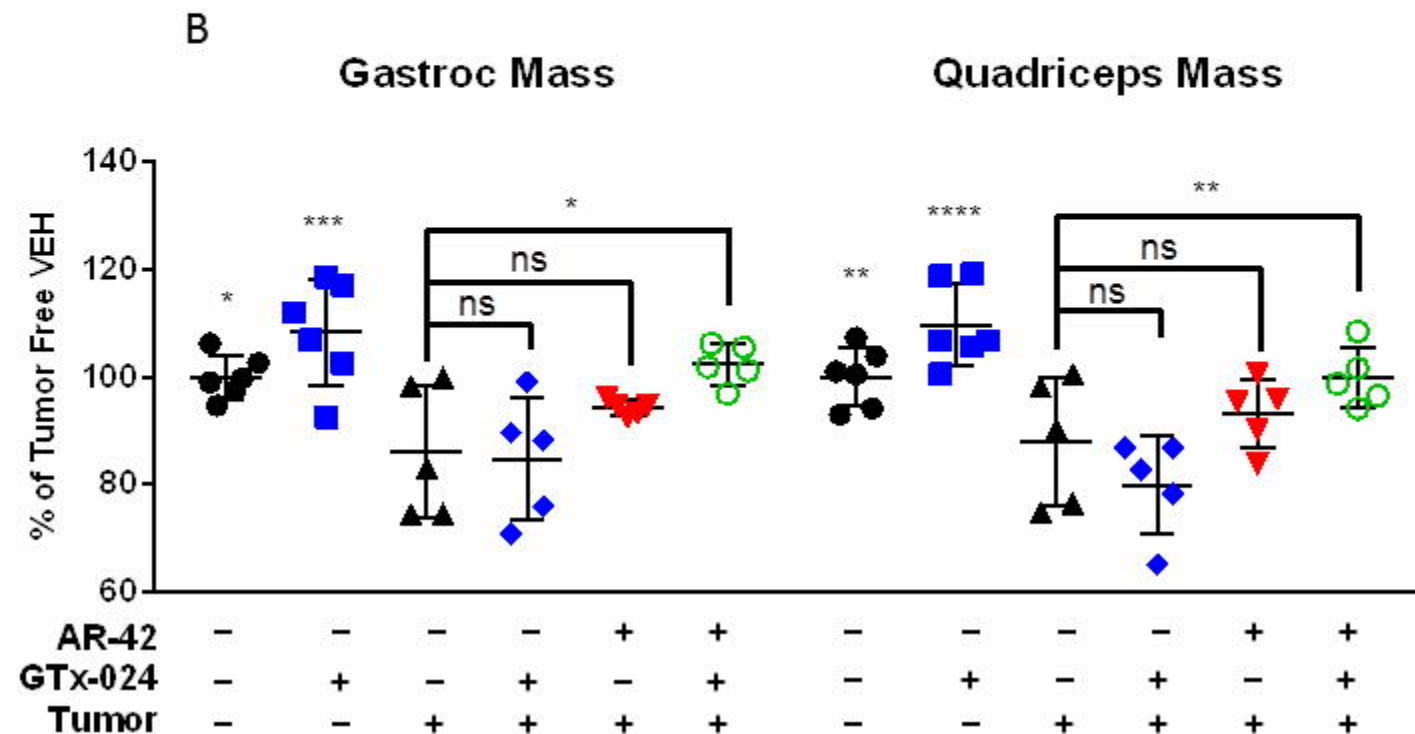 B
Gastroc Mass Quadriceps Mass
% of Tumor Free VEH
140
120
100
80
60
* *** ns ns * ** **** ns ns **
AR-42 – – – – + + – – – – + +
GTx-024 – + – + – + – + – + – +
Tumor – – + + + + – – + + + +